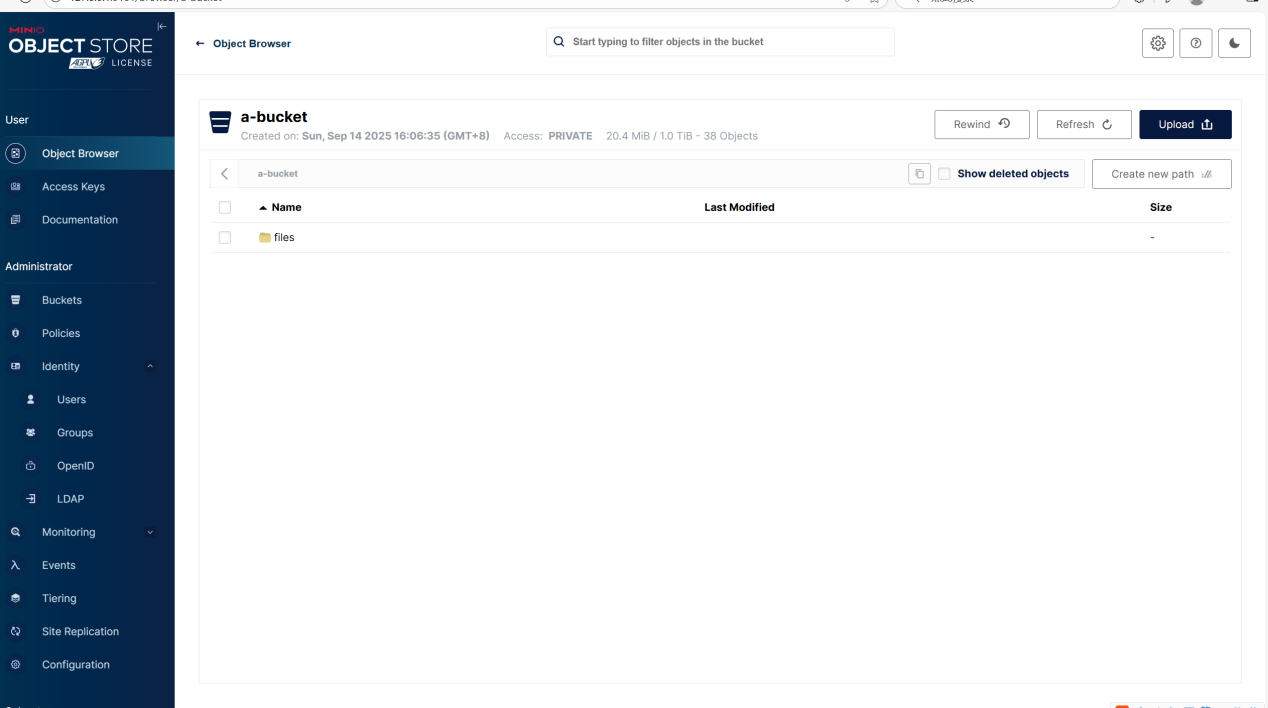 MINIO
OBJECT STORE
AGPLV3 LICENSE
User
Object Browser
Access Keys
Documentation
Administrator
Buckets
Policies
Identity
Users
Groups
OpenID
LDAP
Monitoring
Events
Tiering
Site Replication
Configuration
← Object Browser
Start typing to filter objects in the bucket
a-bucket
Created on: Sun, Sep 14 2025 16:06:35 (GMT+8) Access: PRIVATE 20.4 MiB / 1.0 TiB - 38 Objects
Rewind
Refresh
Upload
a-bucket
Show deleted objects
Create new path
Name Last Modified Size
files -